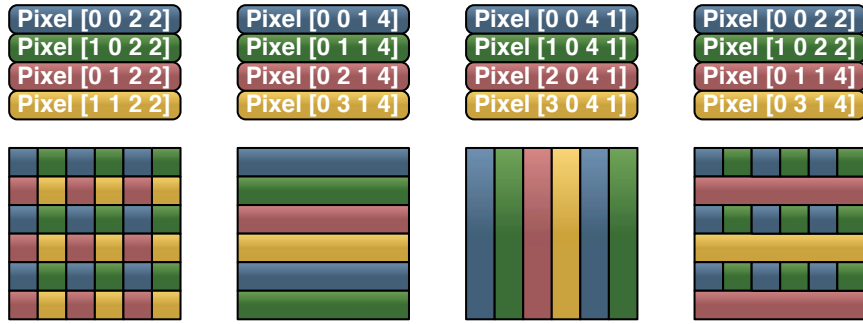 Pixel [0 0 2 2]
Pixel [1 0 2 2]
Pixel [0 1 2 2]
Pixel [1 1 2 2]
Pixel [0 0 1 4]
Pixel [0 1 1 4]
Pixel [0 2 1 4]
Pixel [0 3 1 4]
Pixel [0 0 4 1]
Pixel [1 0 4 1]
Pixel [2 0 4 1]
Pixel [3 0 4 1]
Pixel [0 0 2 2]
Pixel [1 0 2 2]
Pixel [0 1 1 4]
Pixel [0 3 1 4]